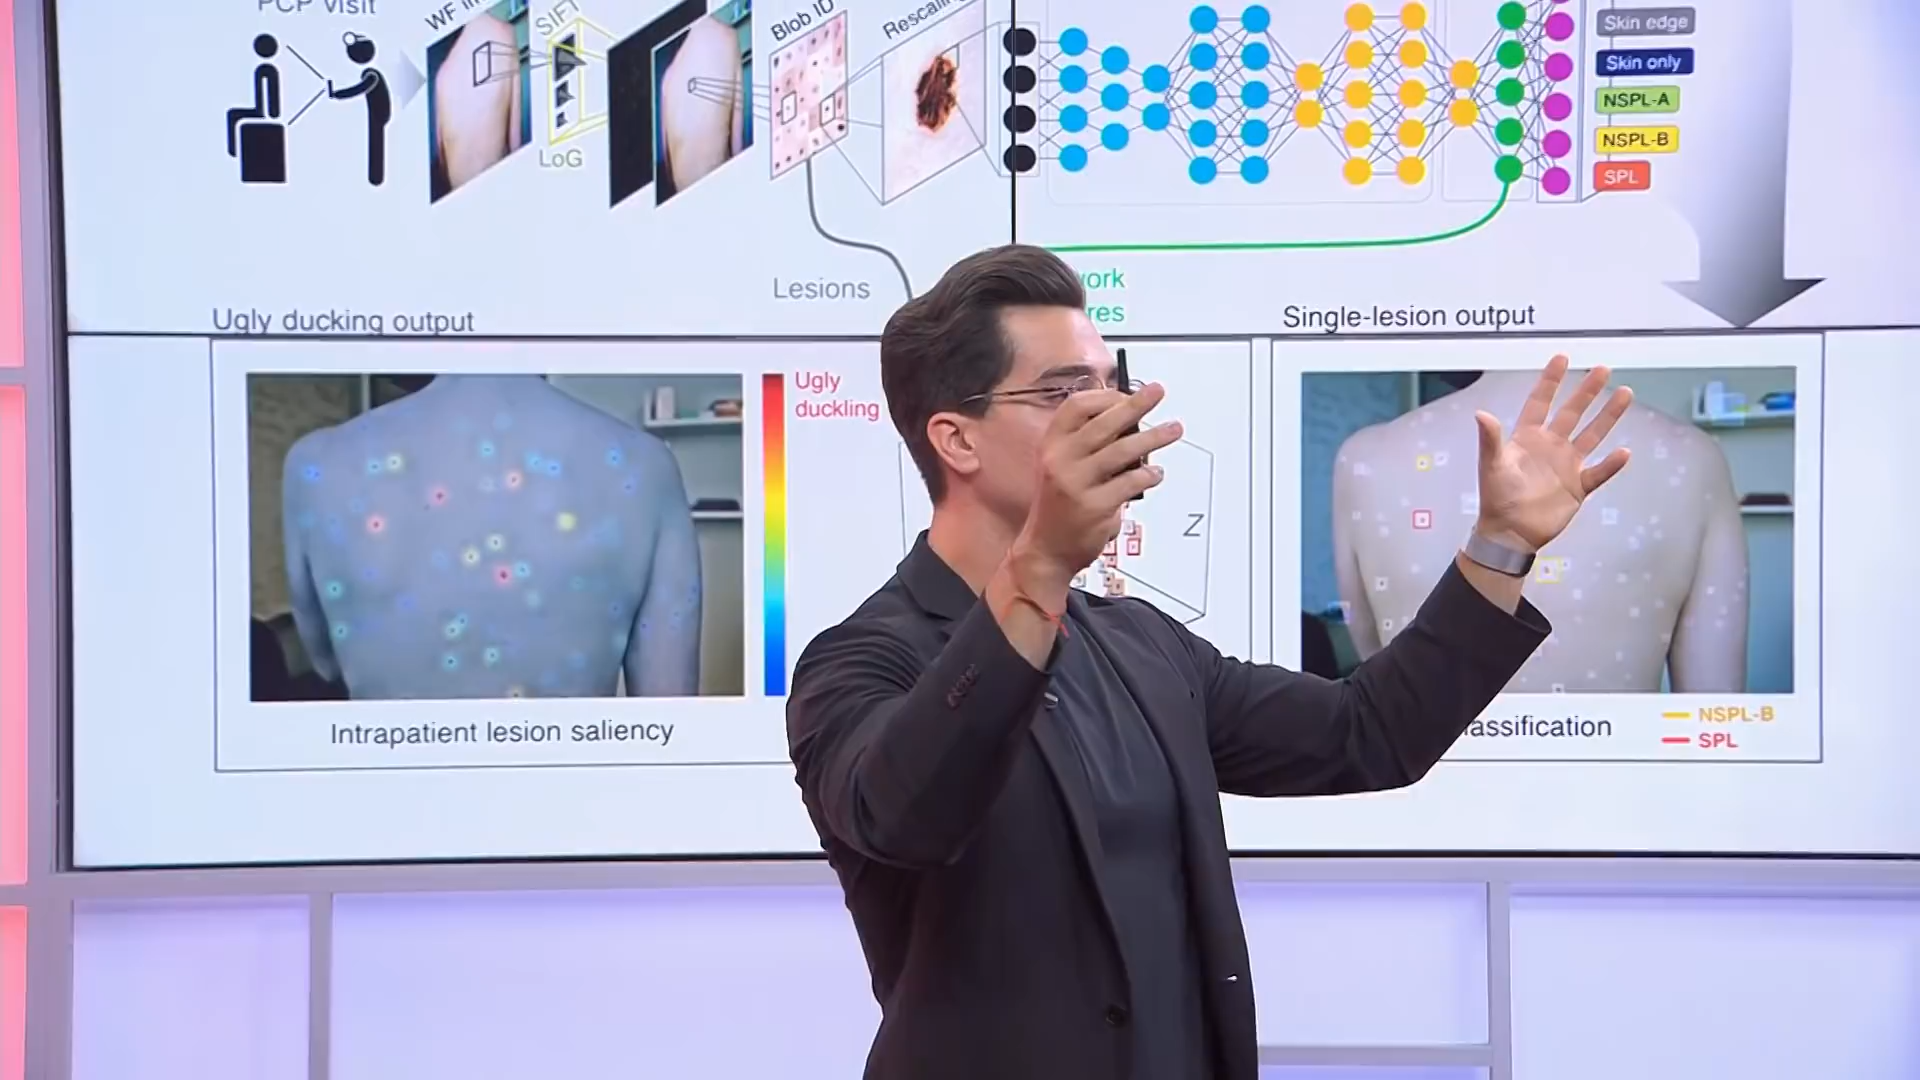 PCP visit
WF
SIFT
Blob ID
LoG
Skin edge
Skin only
NSPL-A
NSPL-B
SPL
Lesions
Ugly ducking output
Single-lesion output
Ugly
duckling
Z
Intrapatient lesion saliency
NSPL-B
SPL